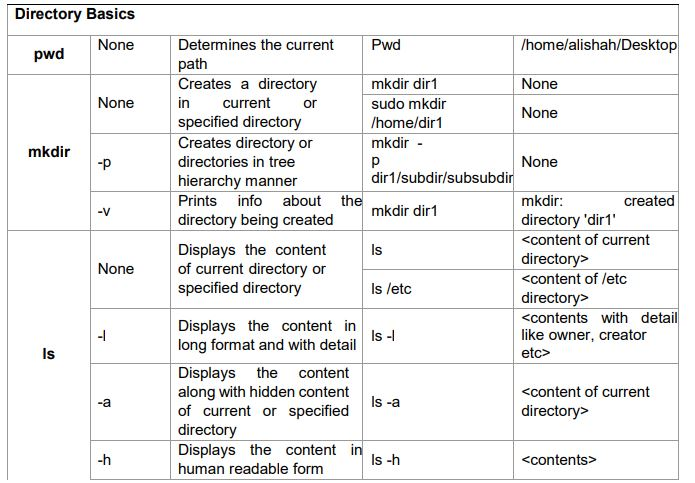 Directory Basics
pwd
None
Determines the current
path
Pwd
/home/alishah/Desktop
mkdir
None
Creates a directory
in current or
specified directory
mkdir dir1
None
sudo mkdir
/home/dir1
None
-p
Creates directory or
directories in tree
hierarchy manner
mkdir -
p
dir1/subdir/subsubdir
None
-v
Prints info about the
directory being created
mkdir dir1
mkdir: created
directory 'dir1'
ls
None
Displays the content
of current directory or
specified directory
ls
<content of current
directory>
ls /etc
<content of /etc
directory>
-l
Displays the content in
long format and with detail
ls -l
<contents with detail
like owner, creator
etc>
-a
Displays the content
along with hidden content
of current or specified
directory
ls -a
<content of current
directory>
-h
Displays the content in
human readable form
ls -h
<contents>